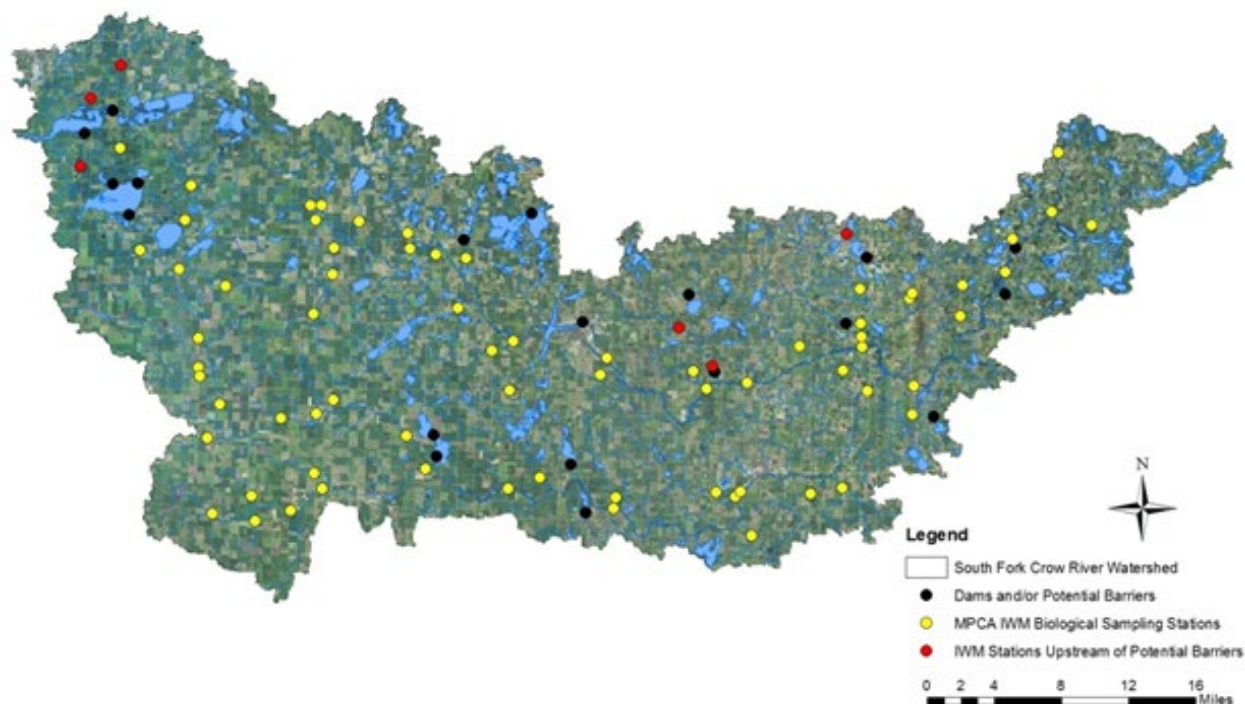 N
Legend
South Fork Crow River Watershed
Dams and/or Potential Barriers
MPCA IWM Biological Sampling Stations
IWM Stations Upstream of Potential Barriers
0 2 4 8 12 16
Miles